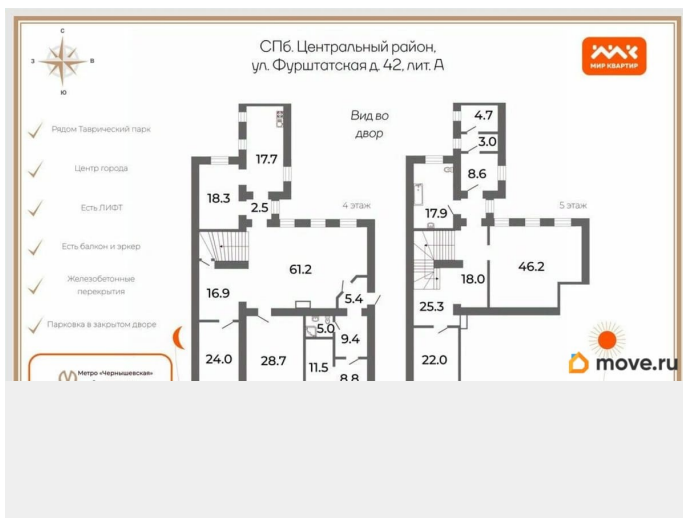 СПб. Центральный район,
ул. Фурштатская д. 42, лит. А
МИР КВАРТИР
С
З
В
Ю
Рядом Таврический парк
Центр города
Есть ЛИФТ
Есть балкон и эркер
Железобетонные
перекрытия
Парковка в закрытом дворе
Метро «Чернышевская»
Вид во
двор
4 этаж
17.7
18.3
2.5
61.2
16.9
5.4
5.0
9.4
24.0
28.7
11.5
8.8
5 этаж
4.7
3.0
8.6
17.9
46.2
18.0
25.3
22.0
move.ru